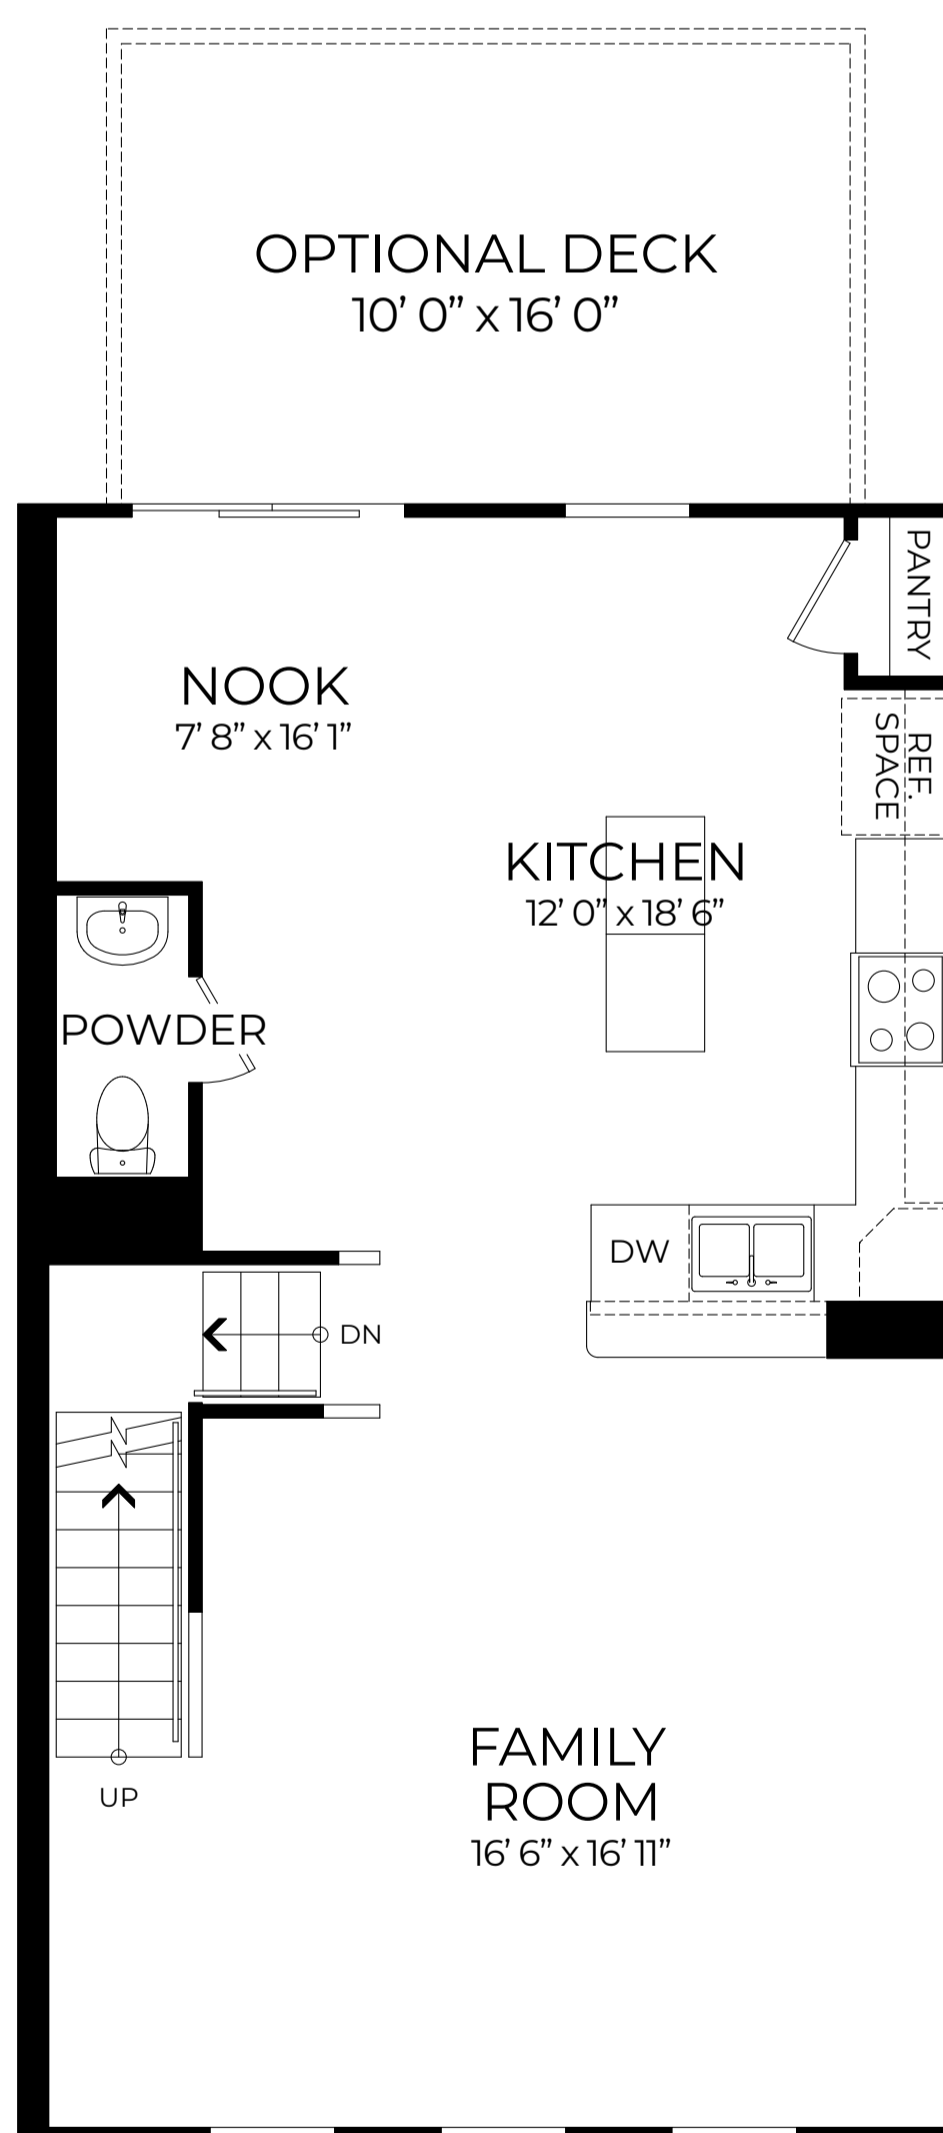 OPTIONAL DECK
10’ 0” x 16’ 0”
PANTRY
NOOK
7’ 8” x 16’ 1”
REF.
SPACE
KITCHEN
12’ 0” x 18’ 6”
POWDER
DW
DN
UP
FAMILY
ROOM
16’ 6” x 16’ 11”